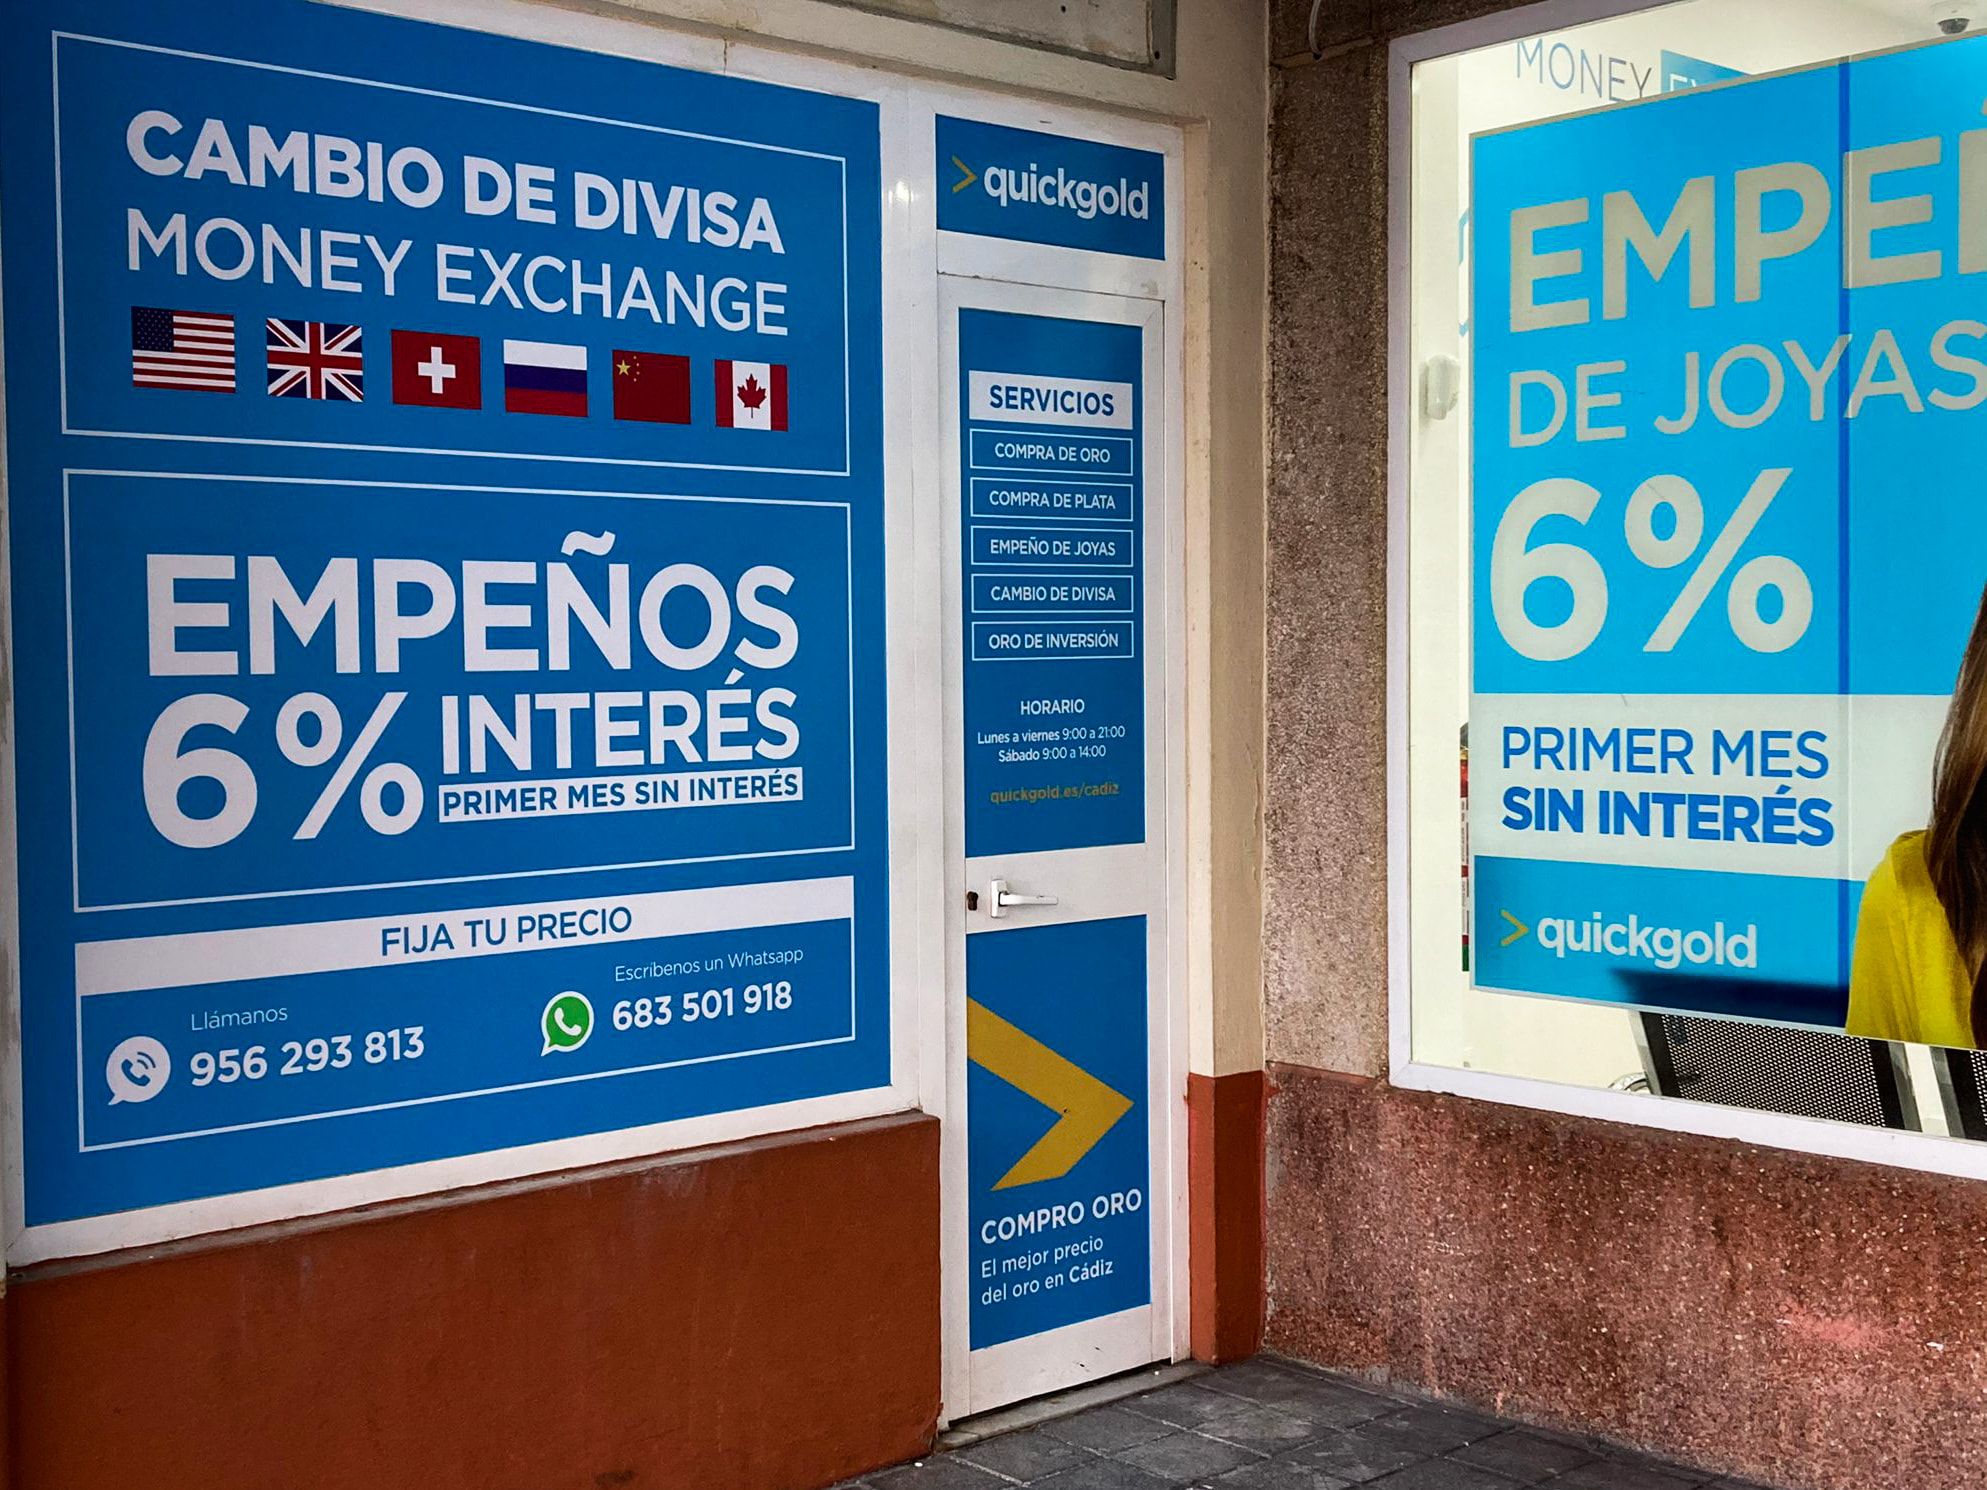 CAMBIO DE DIVISA
MONEY EXCHANGE
EMPEÑOS
6% INTERÉS
PRIMER MES SIN INTERÉS
FIJA TU PRECIO
Llámanos
956 293 813
Escríbenos un Whatsapp
683 501 918
quickgold
SERVICIOS
COMPRA DE ORO
COMPRA DE PLATA
EMPEÑO DE JOYAS
CAMBIO DE DIVISA
ORO DE INVERSIÓN
HORARIO
Lunes a viernes 9:00 a 21:00
Sábado 9:00 a 14:00
quickgold.es/cadiz
COMPRO ORO
El mejor precio
del oro en Cádiz
MONEY
EMPE
DE JOYAS
6%
PRIMER MES
SIN INTERÉS
quickgold